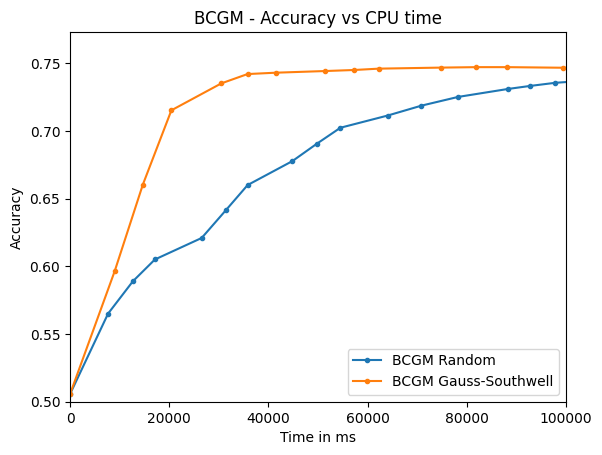 BCGM - Accuracy vs CPU time
Accuracy
0.75
0.70
0.65
0.60
0.55
0.50
0
20000
40000
60000
80000
100000
Time in ms
BCGM Random
BCGM Gauss-Southwell